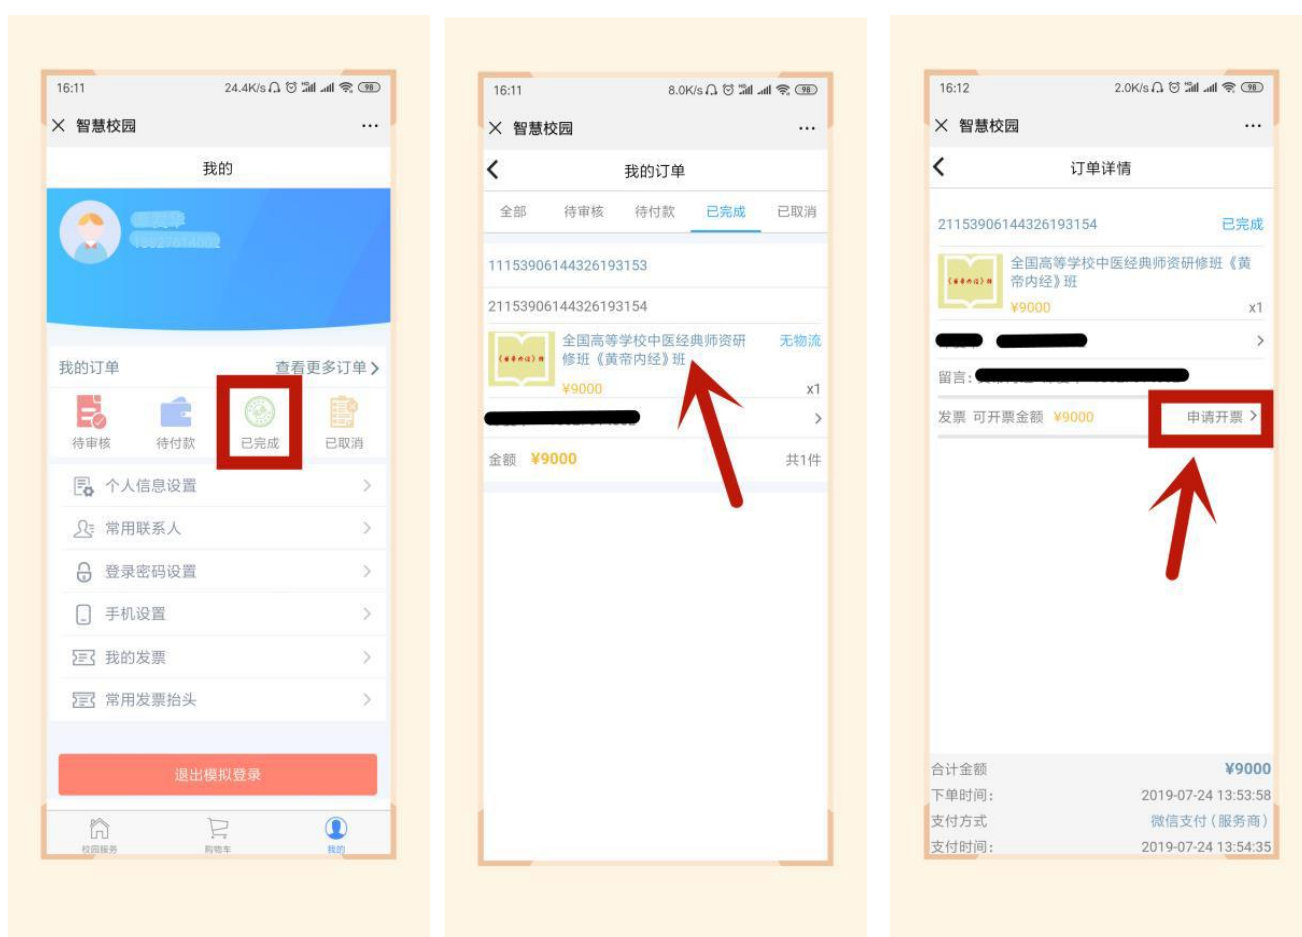 16:11
24.4K/s
98
智慧校园
我的
我的订单
查看更多订单
待审核
待付款
已完成
已取消
个人信息设置
常用联系人
登录密码设置
手机设置
我的发票
常用发票抬头
退出模拟登录
校园服务
购物车
我的
16:11
8.0K/s
98
智慧校园
我的订单
全部
待审核
待付款
已完成
已取消
11153906144326193153
21153906144326193154
全国高等学校中医经典师资研
无物流
修班《黄帝内经》班
¥9000
x1
金额 ¥9000
共1件
16:12
2.0K/s
98
智慧校园
订单详情
21153906144326193154
已完成
全国高等学校中医经典师资研修班《黄
帝内经》班
¥9000
x1
留言:
发票 可开票金额 ¥9000
申请开票
合计金额
¥9000
下单时间:
2019-07-24 13:53:58
支付方式
微信支付(服务商)
支付时间:
2019-07-24 13:54:35